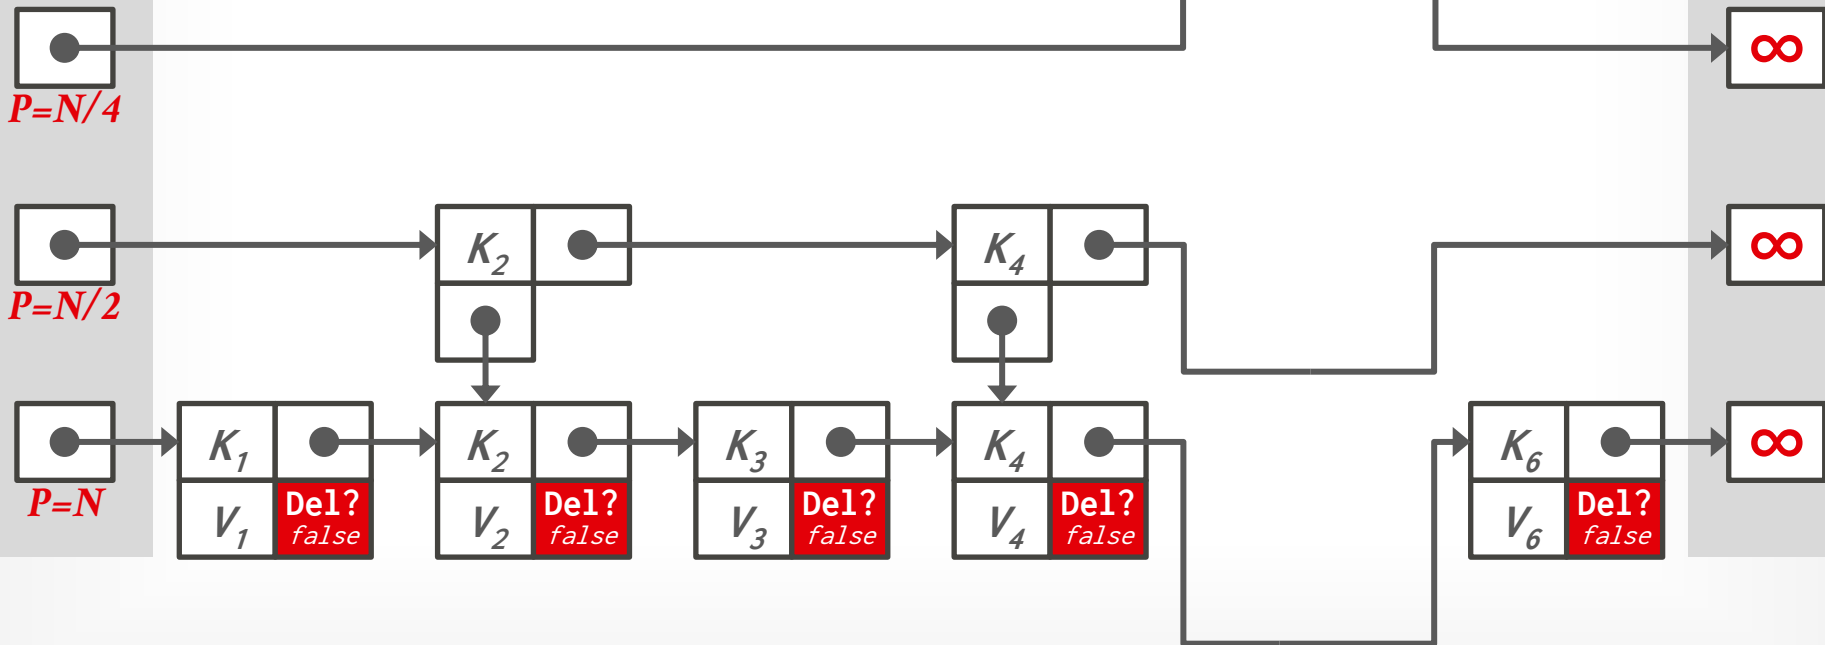 ∞
P=N/4
K2 K4 ∞
P=N/2
K1 K2 K3 K4 K6 ∞
P=N
V1 Del? V2 Del? V3 Del? V4 Del? V6 Del?
false false false false false